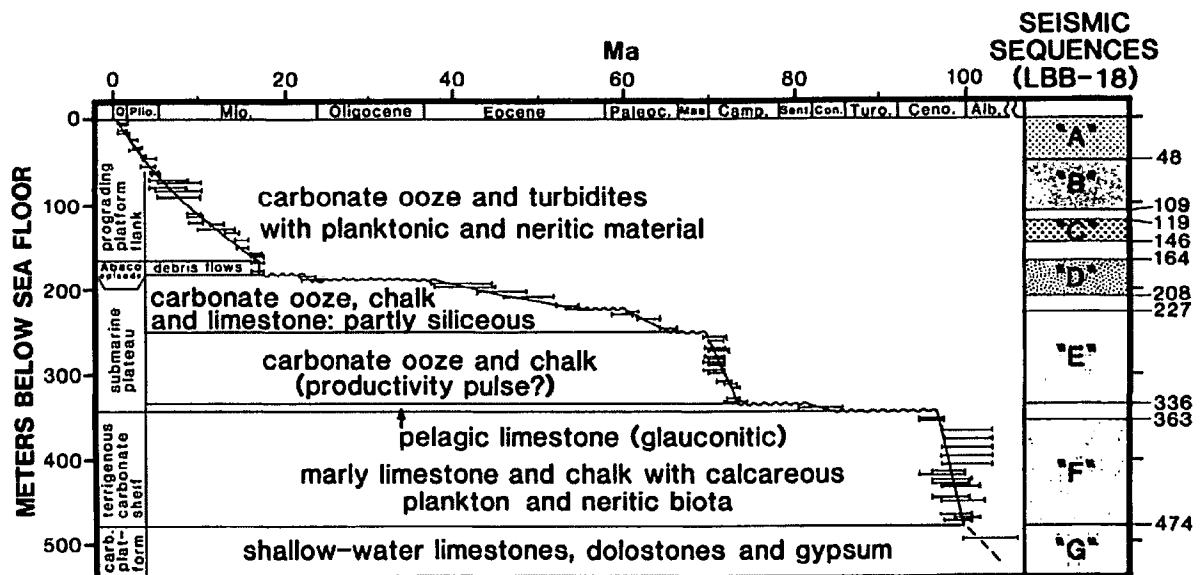 SEISMIC
SEQUENCES
(LBB-18)
Ma
0 20 40 60 80 100
Q Plio. Mio. Oligocene Eocene Paleoc. Maa Camp. Sant. Con. Turo. Ceno. Alb.
METERS BELOW SEA FLOOR
0
100
200
300
400
500
prograding
platform
flank
Abaco
episode
submarine
plateau
terrigenous
carbonate
shelf
carb.
plat-
form
carbonate ooze and turbidites
with planktonic and neritic material
debris flows
carbonate ooze, chalk
and limestone: partly siliceous
carbonate ooze and chalk
(productivity pulse?)
pelagic limestone (glauconitic)
marly limestone and chalk with calcareous
plankton and neritic biota
shallow-water limestones, dolostones and gypsum
"A"
48
"B"
109
119
"C"
146
164
"D"
208
227
"E"
336
363
"F"
474
"G"